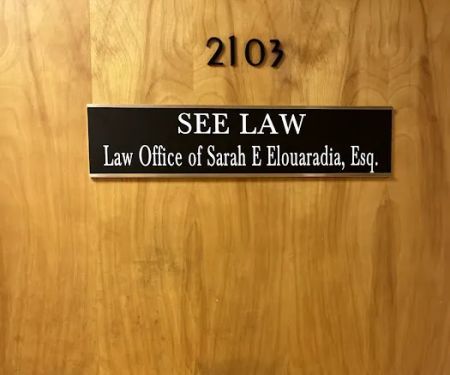 2103
SEE LAW
Law Office of Sarah E Elouaradia, Esq.